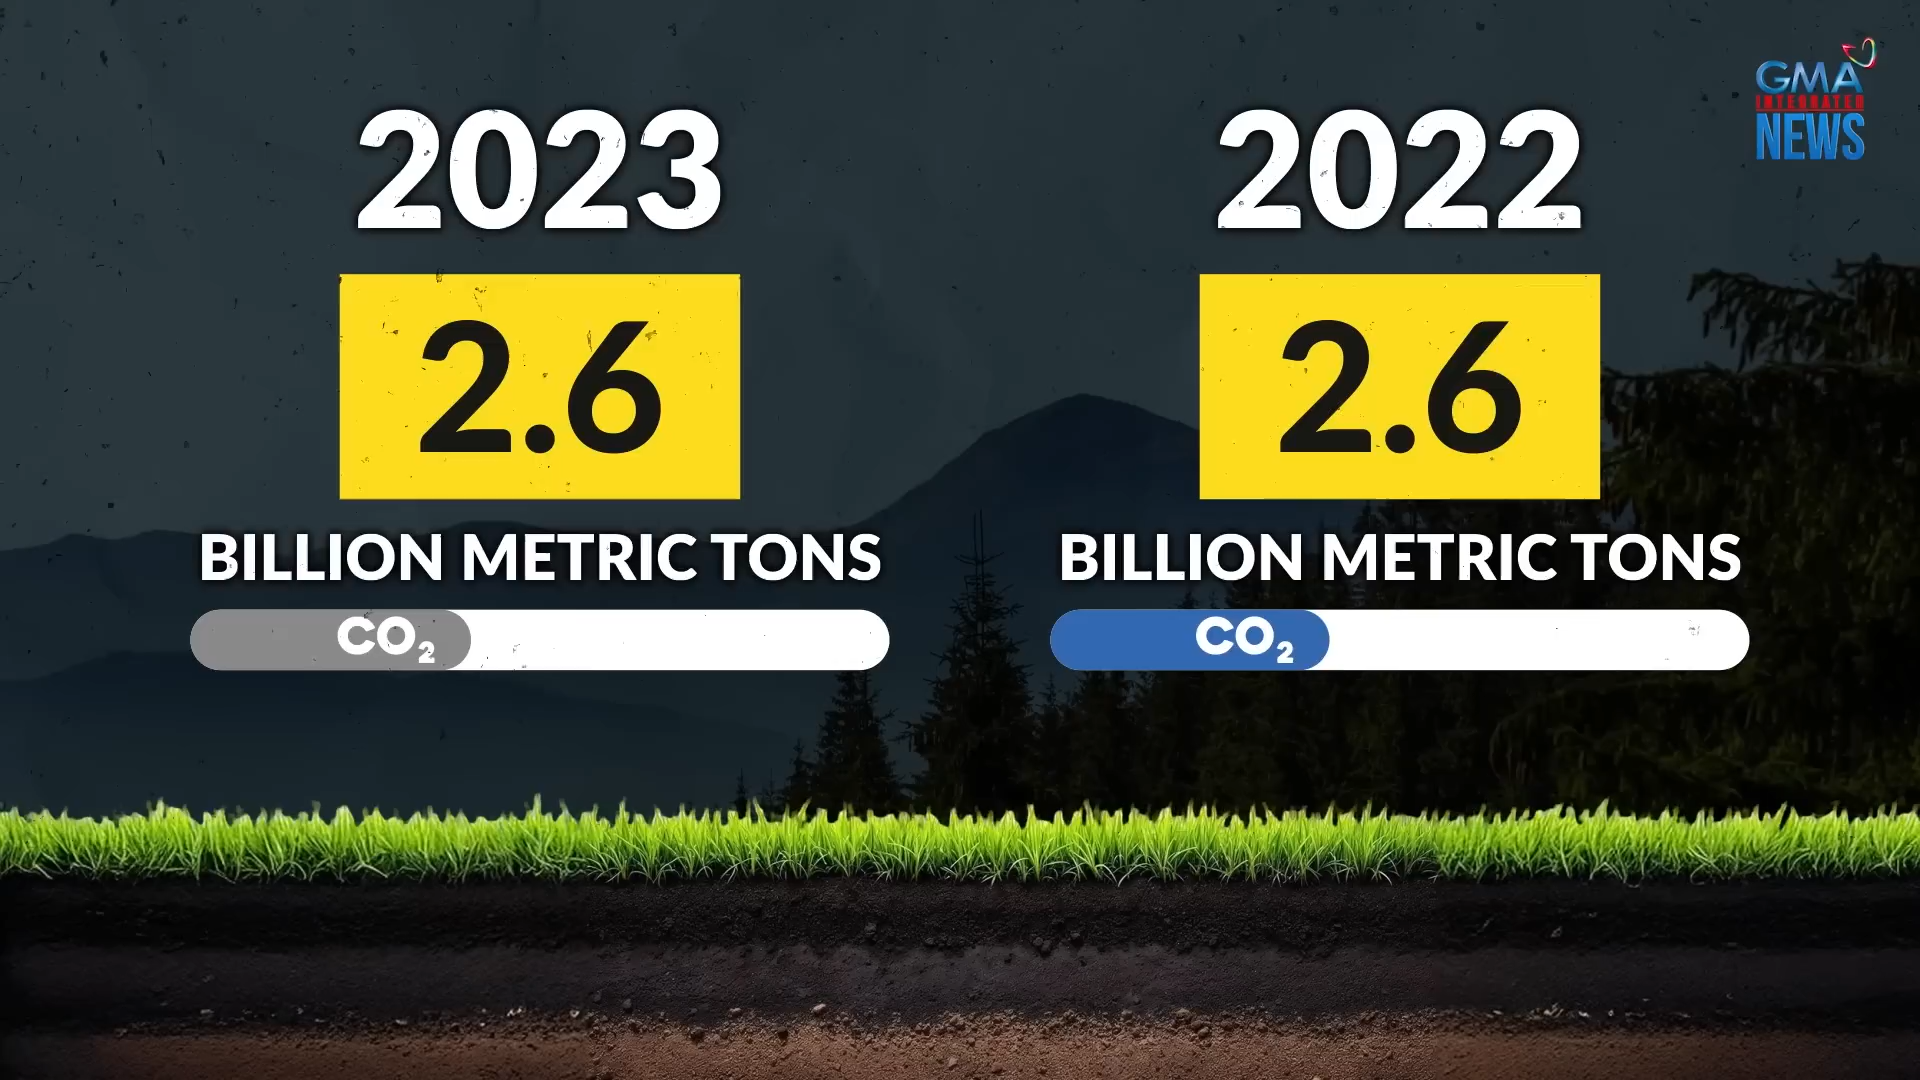 2023
2.6
BILLION METRIC TONS
CO₂
2022
2.6
BILLION METRIC TONS
CO₂
GMA
INTEGRATED
NEWS